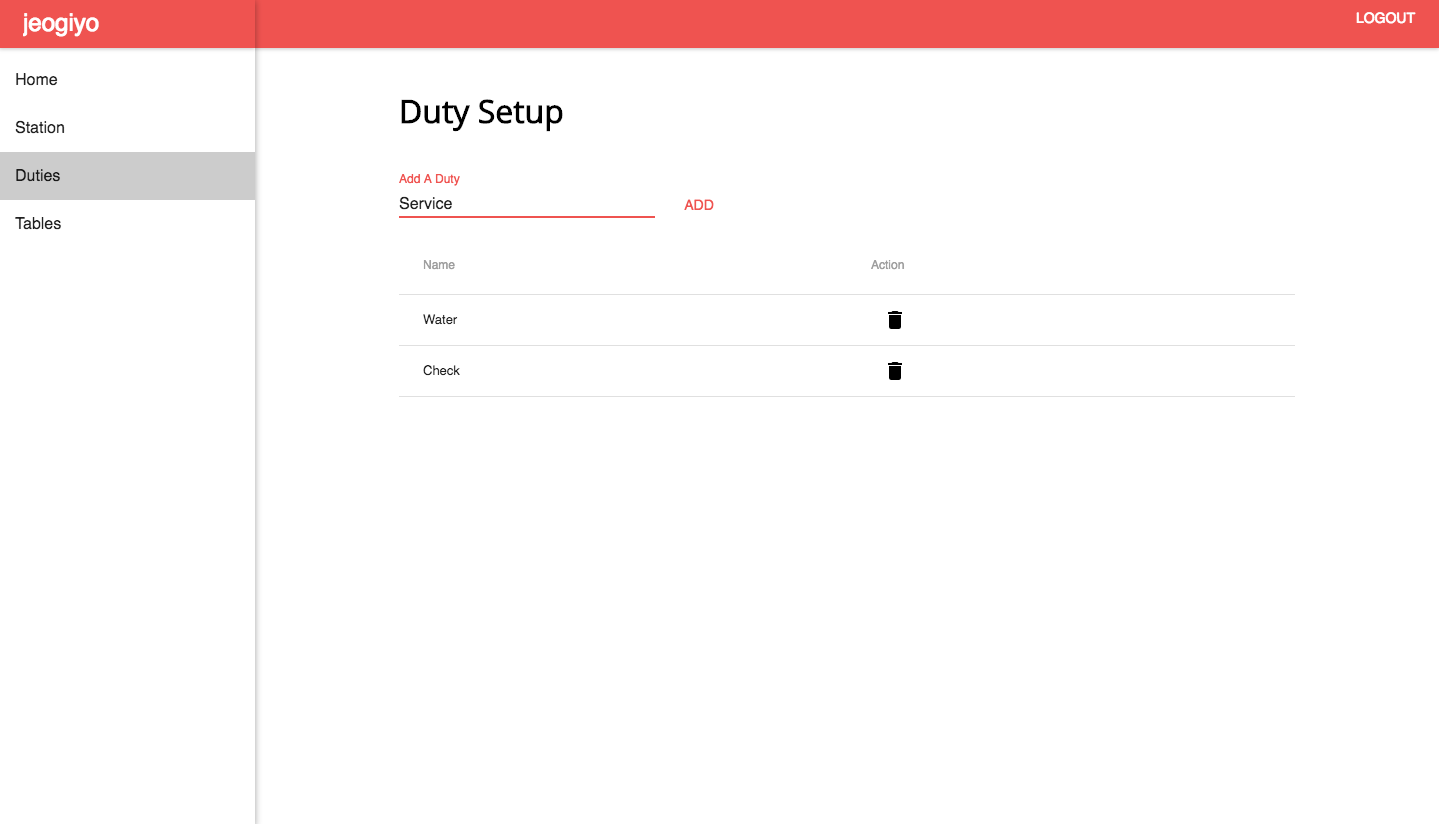 jeogiyo
LOGOUT
Home
Station
Duties
Tables
Duty Setup
Add A Duty
Service
ADD
Name Action
Water
Check